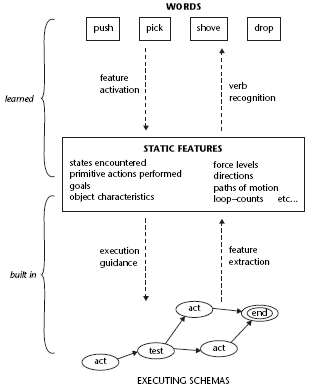 WORDS
push pick shove drop
feature
activation
verb
recognition
learned
STATIC FEATURES
states encountered
primitive actions performed
goals
object characteristics
force levels
directions
paths of motion
loop–counts etc...
built in
execution
guidance
feature
extraction
act
end
act
test
act
EXECUTING SCHEMAS